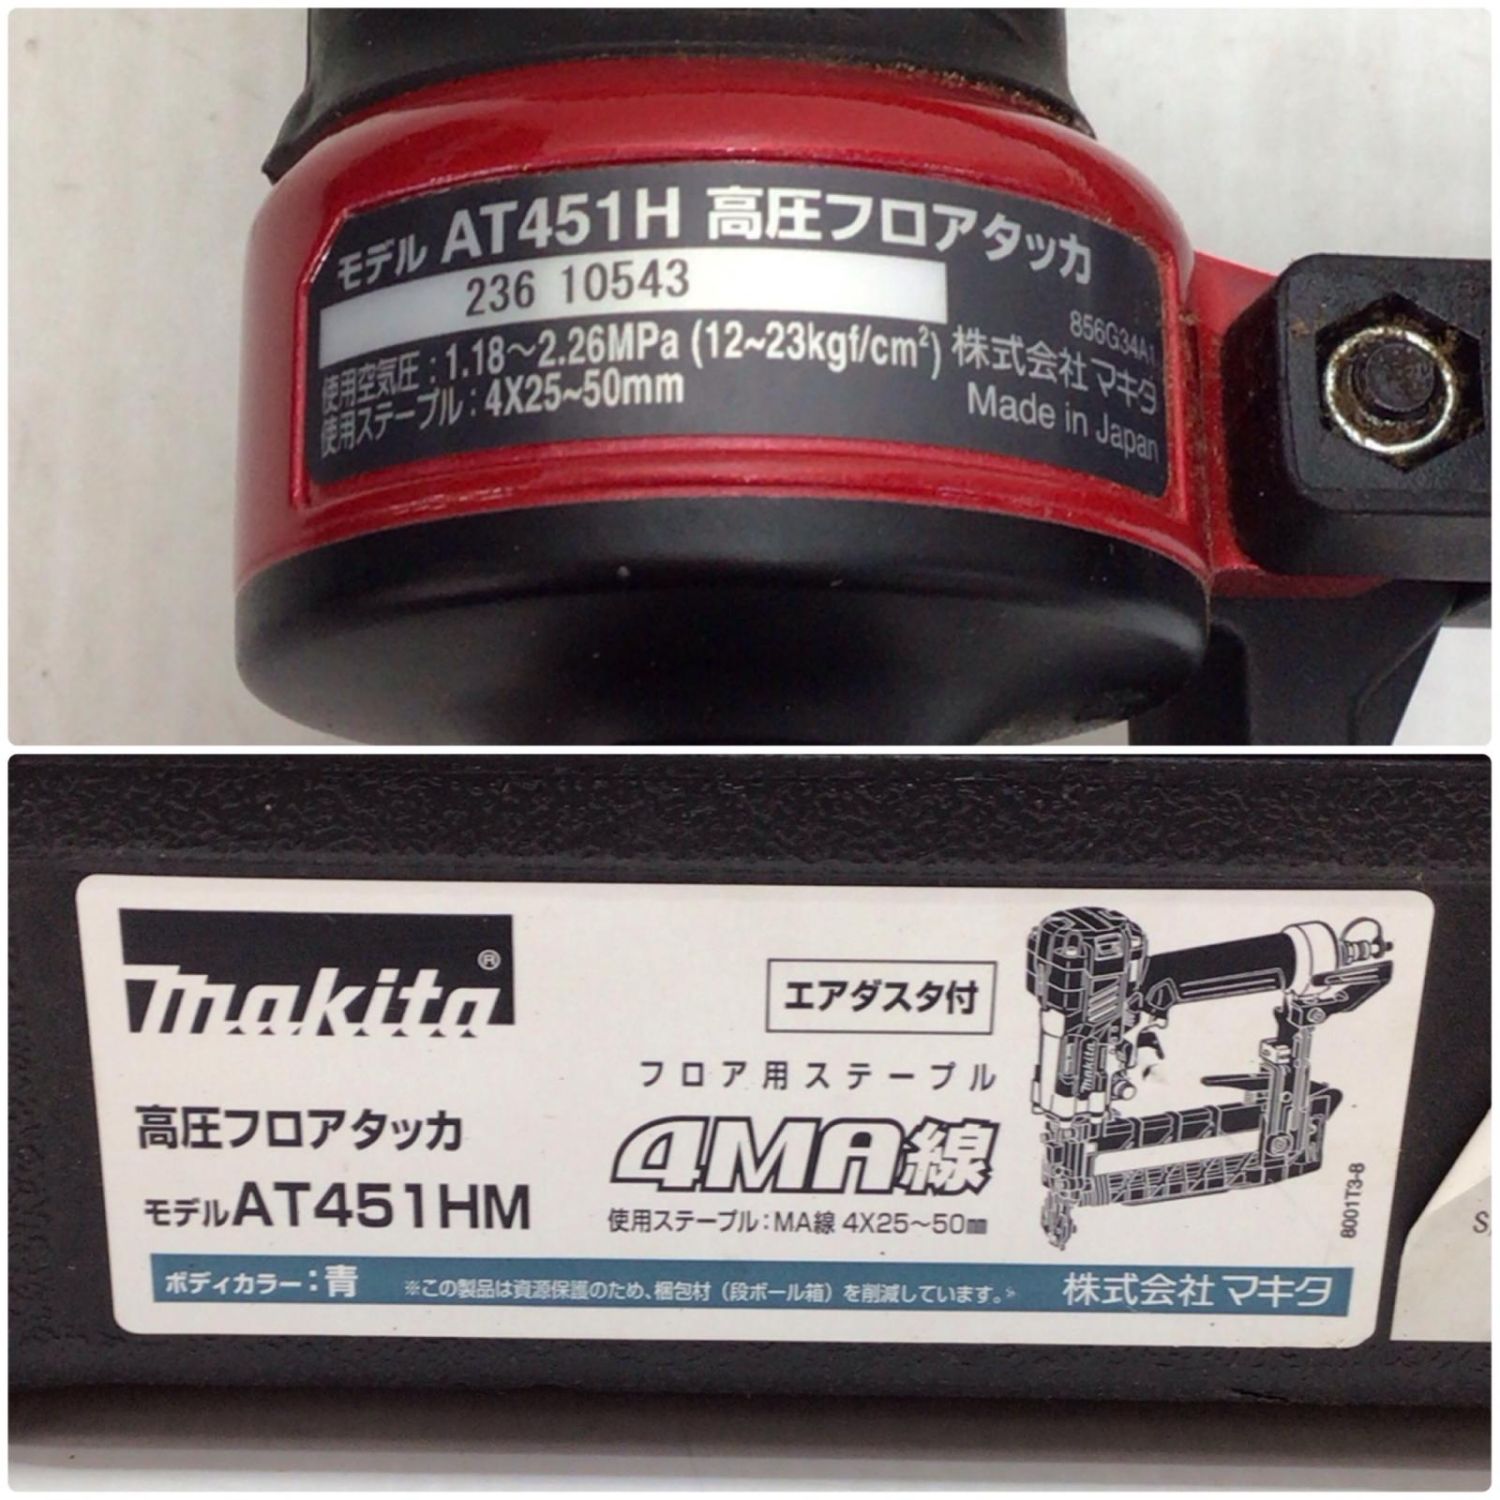 モデル AT451H 高圧フロアタッカ
236 10543
856G34A1
使用空気圧：1.18～2.26MPa (12~23kgf/cm²) 株式会社マキタ
使用ステープル：4X25~50mm
Made in Japan
makita®
エアダスタ付
フロア用ステープル
高圧フロアタッカ
4MA線
モデルAT451HM
使用ステープル：MA線 4X25～50㎜
makita
8001T3-8
ボディカラー：青
※この製品は資源保護のため、梱包材（段ボール箱）を削減しています。
株式会社マキタ